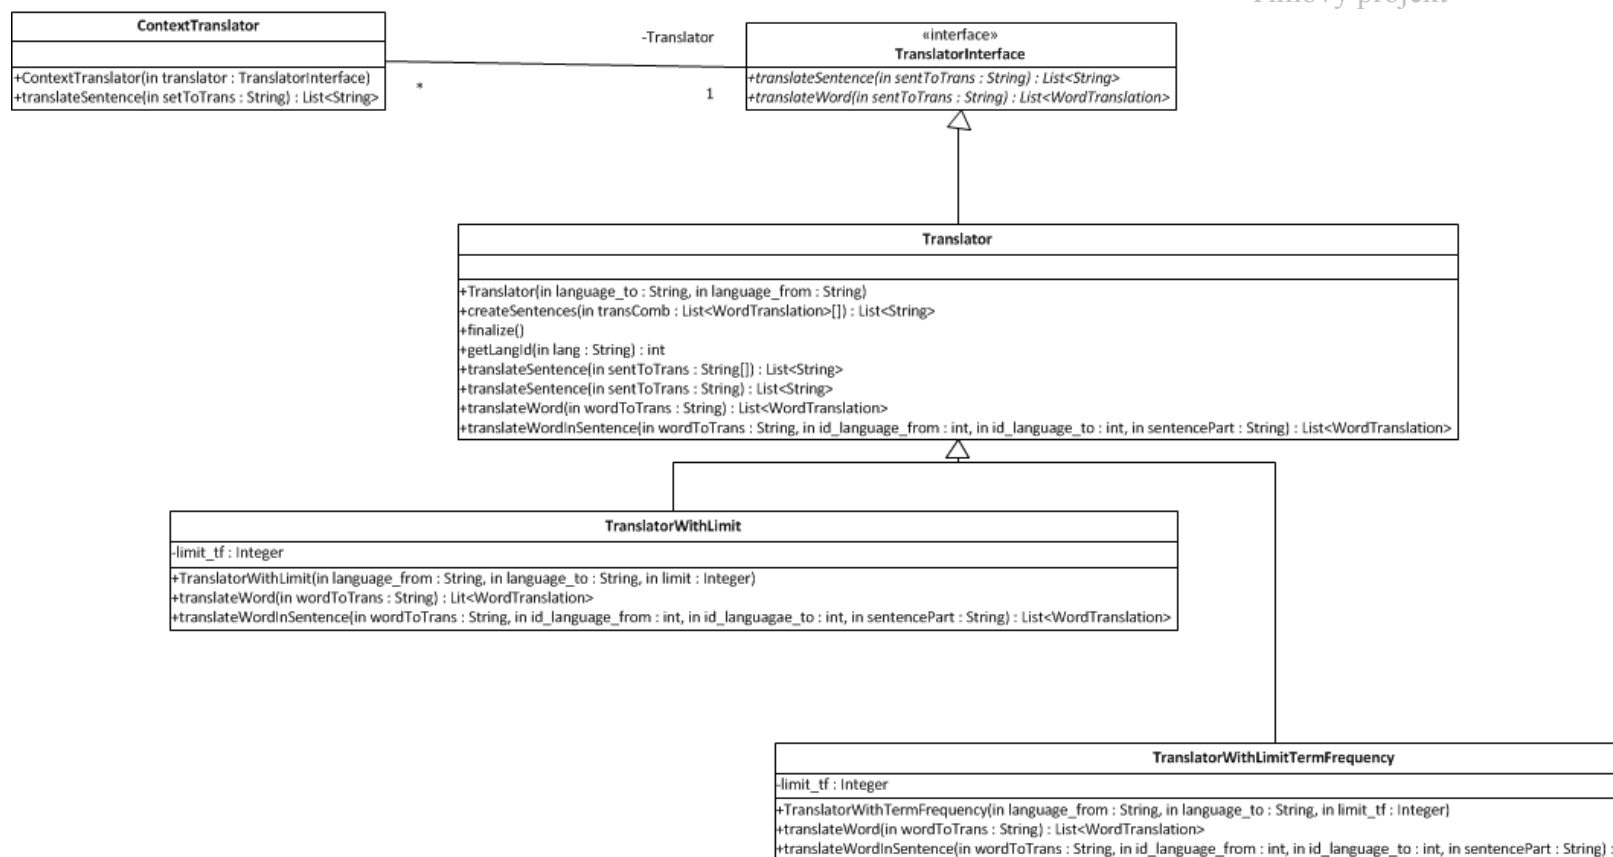 Tímový projekt
ContextTranslator
+ContextTranslator(in translator : TranslatorInterface)
+translateSentence(in setToTrans : String) : List<String>
-Translator
*
1
«interface»
TranslatorInterface
+translateSentence(in sentToTrans : String) : List<String>
+translateWord(in sentToTrans : String) : List<WordTranslation>
Translator
+Translator(in language_to : String, in language_from : String)
+createSentences(in transComb : List<WordTranslation>[]) : List<String>
+finalize()
+getLangId(in lang : String) : int
+translateSentence(in sentToTrans : String[]) : List<String>
+translateSentence(in sentToTrans : String) : List<String>
+translateWord(in wordToTrans : String) : List<WordTranslation>
+translateWordInSentence(in wordToTrans : String, in id_language_from : int, in id_language_to : int, in sentencePart : String) : List<WordTranslation>
TranslatorWithLimit
-limit_tf : Integer
+TranslatorWithLimit(in language_from : String, in language_to : String, in limit : Integer)
+translateWord(in wordToTrans : String) : Lit<WordTranslation>
+translateWordInSentence(in wordToTrans : String, in id_language_from : int, in id_languagae_to : int, in sentencePart : String) : List<WordTranslation>
TranslatorWithLimitTermFrequency
-limit_tf : Integer
+TranslatorWithTermFrequency(in language_from : String, in language_to : String, in limit_tf : Integer)
+translateWord(in wordToTrans : String) : List<WordTranslation>
+translateWordInSentence(in wordToTrans : String, in id_language_from : int, in id_language_to : int, in sentencePart : String) :